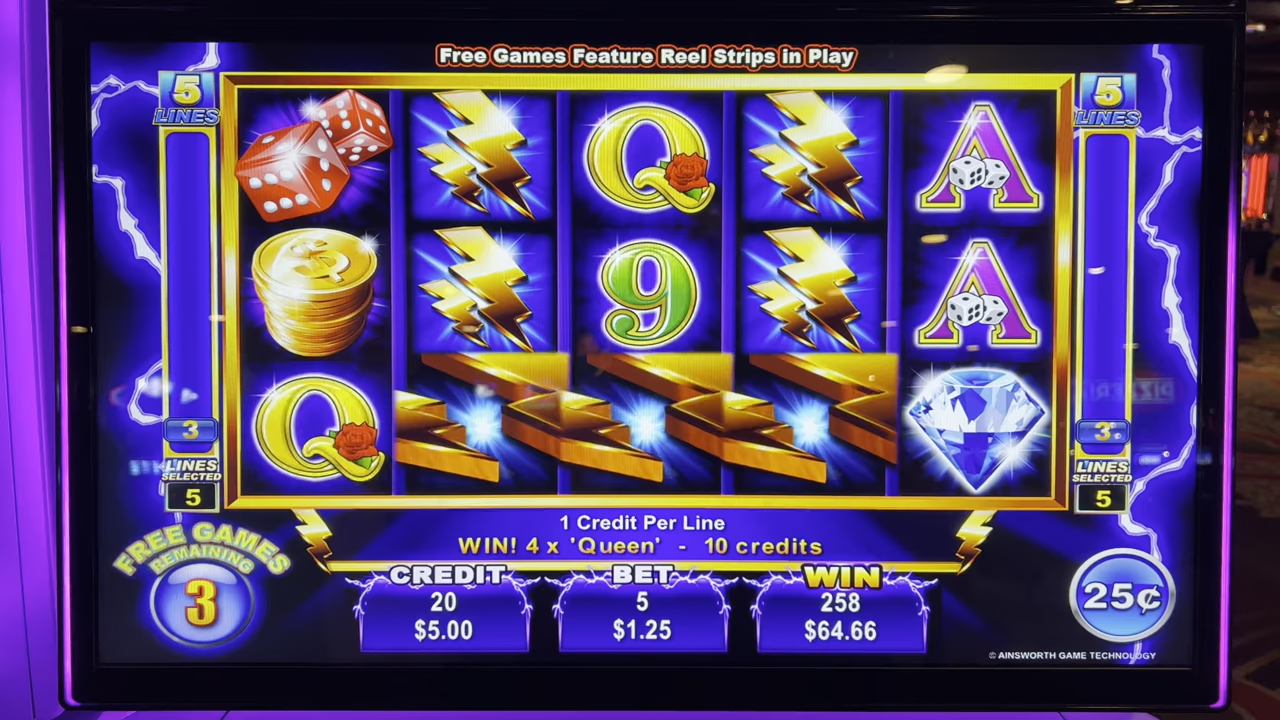 Free Games Feature Reel Strips in Play
5
LINES
5
LINES
Q
A
9
A
Q
3
LINES
SELECTED
5
3
LINES
SELECTED
5
1 Credit Per Line
WIN! 4 x 'Queen' - 10 credits
FREE GAMES
REMAINING
3
CREDIT
20
$5.00
BET
5
$1.25
WIN
258
$64.66
25¢
© AINSWORTH GAME TECHNOLOGY